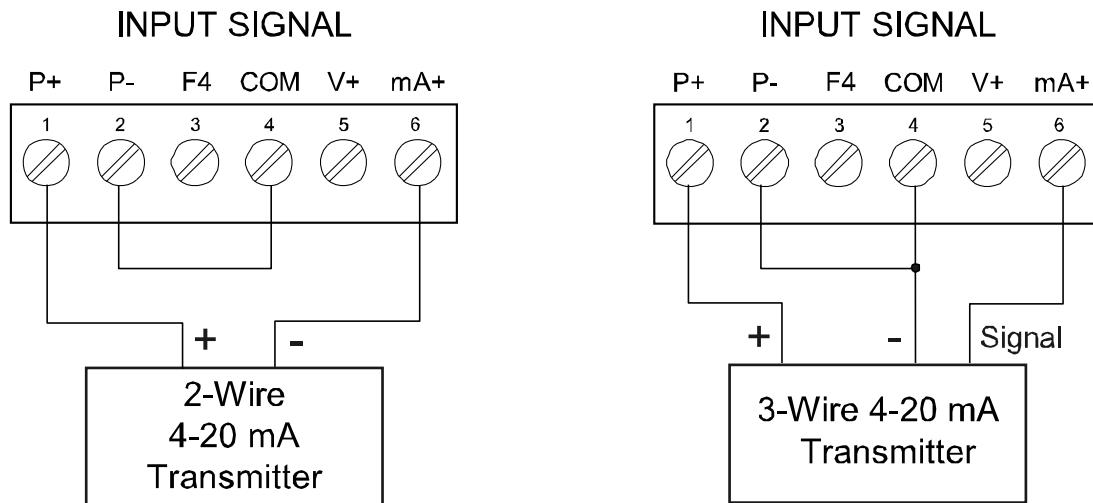 INPUT SIGNAL
P+ P- F4 COM V+ mA+
1 2 3 4 5 6
+ -
2-Wire
4-20 mA
Transmitter
INPUT SIGNAL
P+ P- F4 COM V+ mA+
1 2 3 4 5 6
+ - Signal
3-Wire 4-20 mA
Transmitter